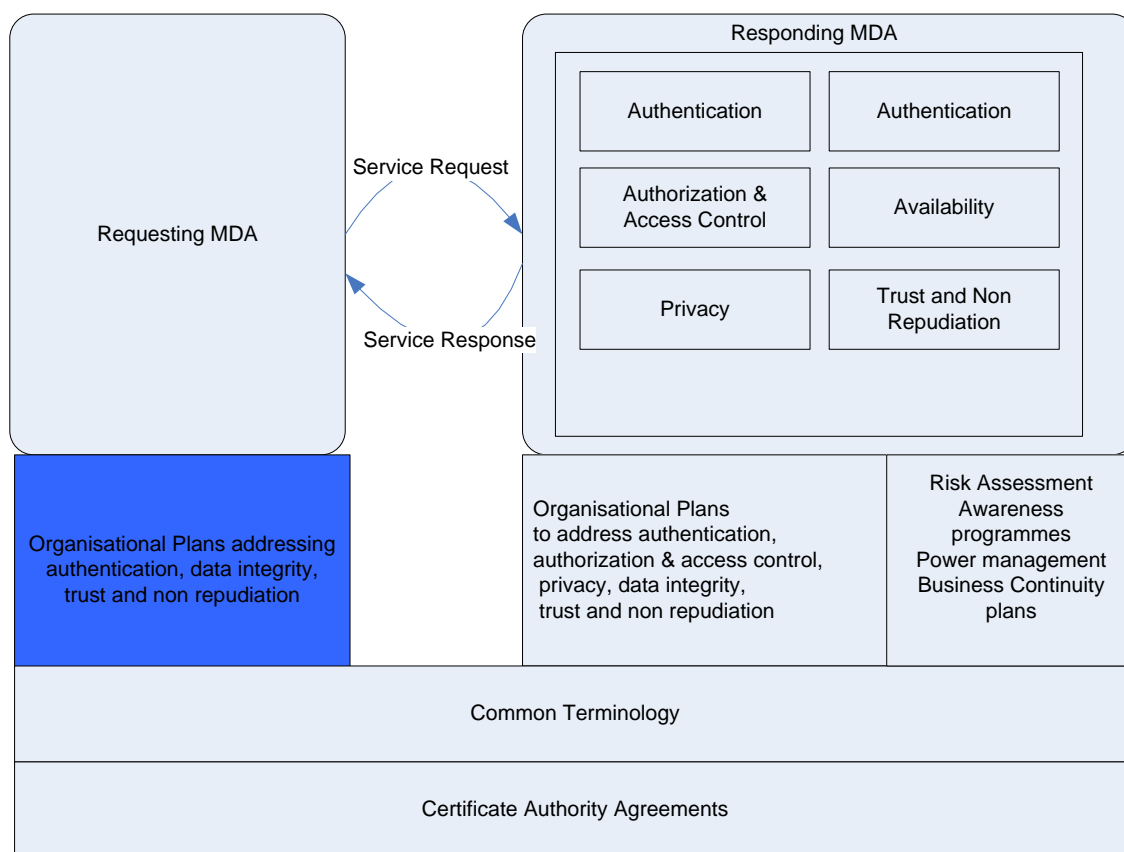 Responding MDA
Authentication
Authentication
Service Request
Authorization &
Access Control
Availability
Requesting MDA
Privacy
Trust and Non
Repudiation
Service Response
Organisational Plans addressing
authentication, data integrity,
trust and non repudiation
Organisational Plans
to address authentication,
authorization & access control,
privacy, data integrity,
trust and non repudiation
Risk Assessment
Awareness
programmes
Power management
Business Continuity
plans
Common Terminology
Certificate Authority Agreements